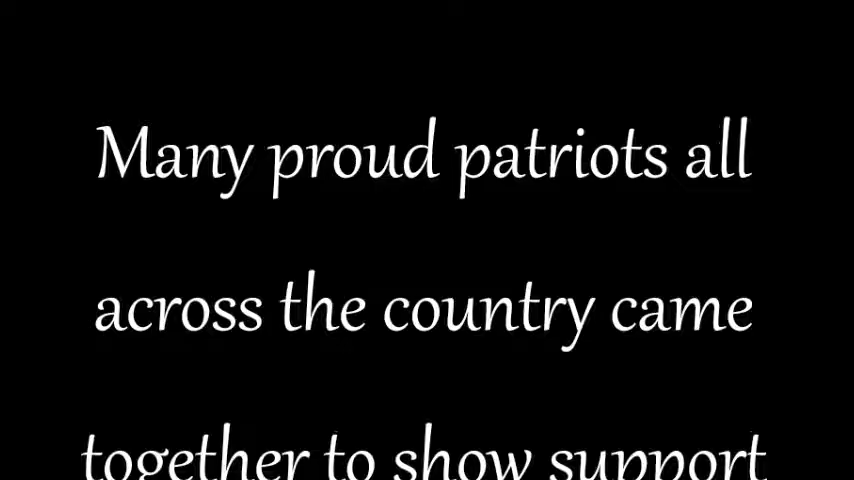 Many proud patriots all
across the country came
together to show support